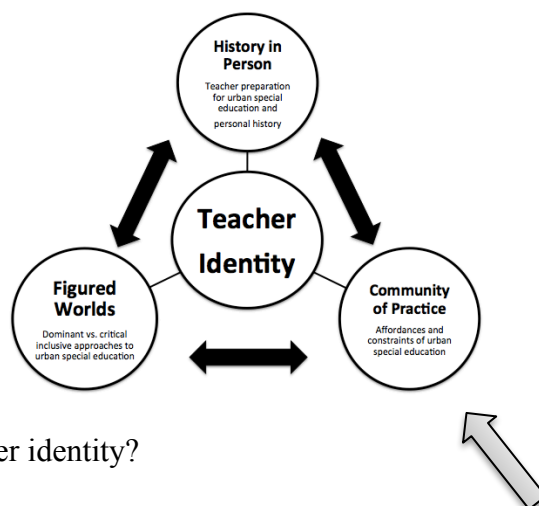 History in
Person
Teacher preparation
for urban special
education and
personal history
Teacher
Identity
Figured
Worlds
Dominant vs. critical
inclusive approaches to
urban special education
Community
of Practice
Affordances and
constraints of urban
special education
er identity?